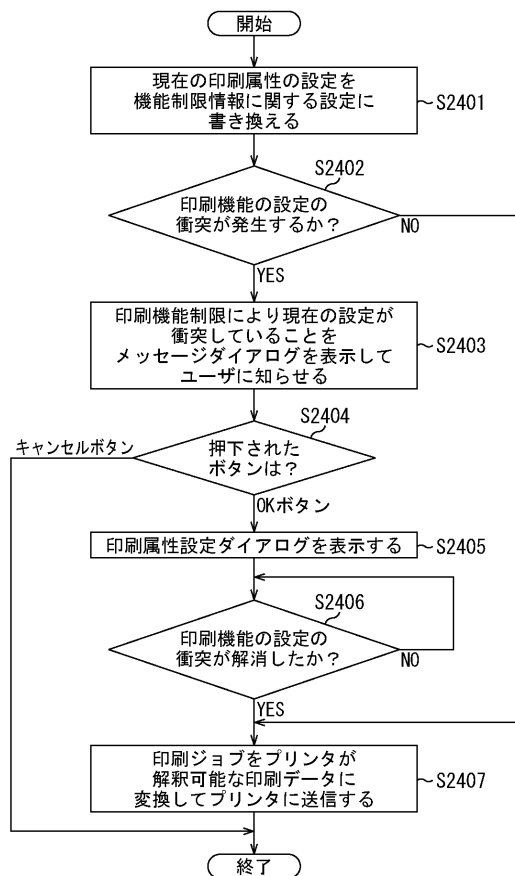 開始
現在の印刷属性の設定を
機能制限情報に関する設定に
書き換える
S2401
S2402
印刷機能の設定の
衝突が発生するか？
NO
YES
印刷機能制限により現在の設定が
衝突していることを
メッセージダイアログを表示して
ユーザに知らせる
S2403
S2404
キャンセルボタン
押下された
ボタンは？
OKボタン
印刷属性設定ダイアログを表示する
S2405
S2406
印刷機能の設定の
衝突が解消したか？
NO
YES
印刷ジョブをプリンタが
解釈可能な印刷データに
変換してプリンタに送信する
S2407
終了